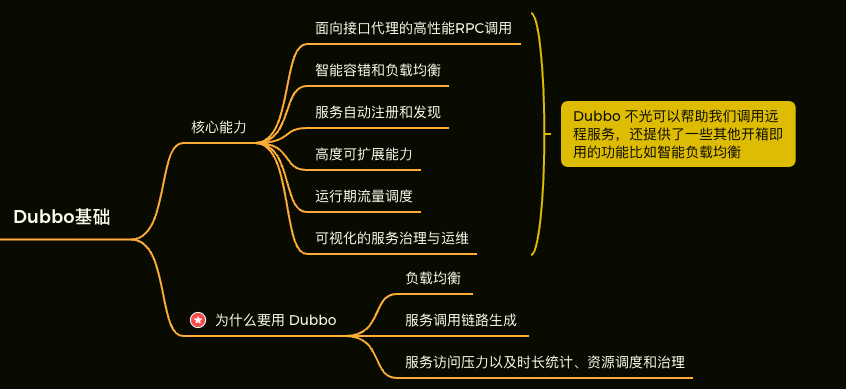 Dubbo基础
核心能力
面向接口代理的高性能RPC调用
智能容错和负载均衡
服务自动注册和发现
高度可扩展能力
运行期流量调度
可视化的服务治理与运维
Dubbo 不光可以帮助我们调用远
程服务，还提供了一些其他开箱即
用的功能比如智能负载均衡
为什么要用 Dubbo
负载均衡
服务调用链路生成
服务访问压力以及时长统计、资源调度和治理